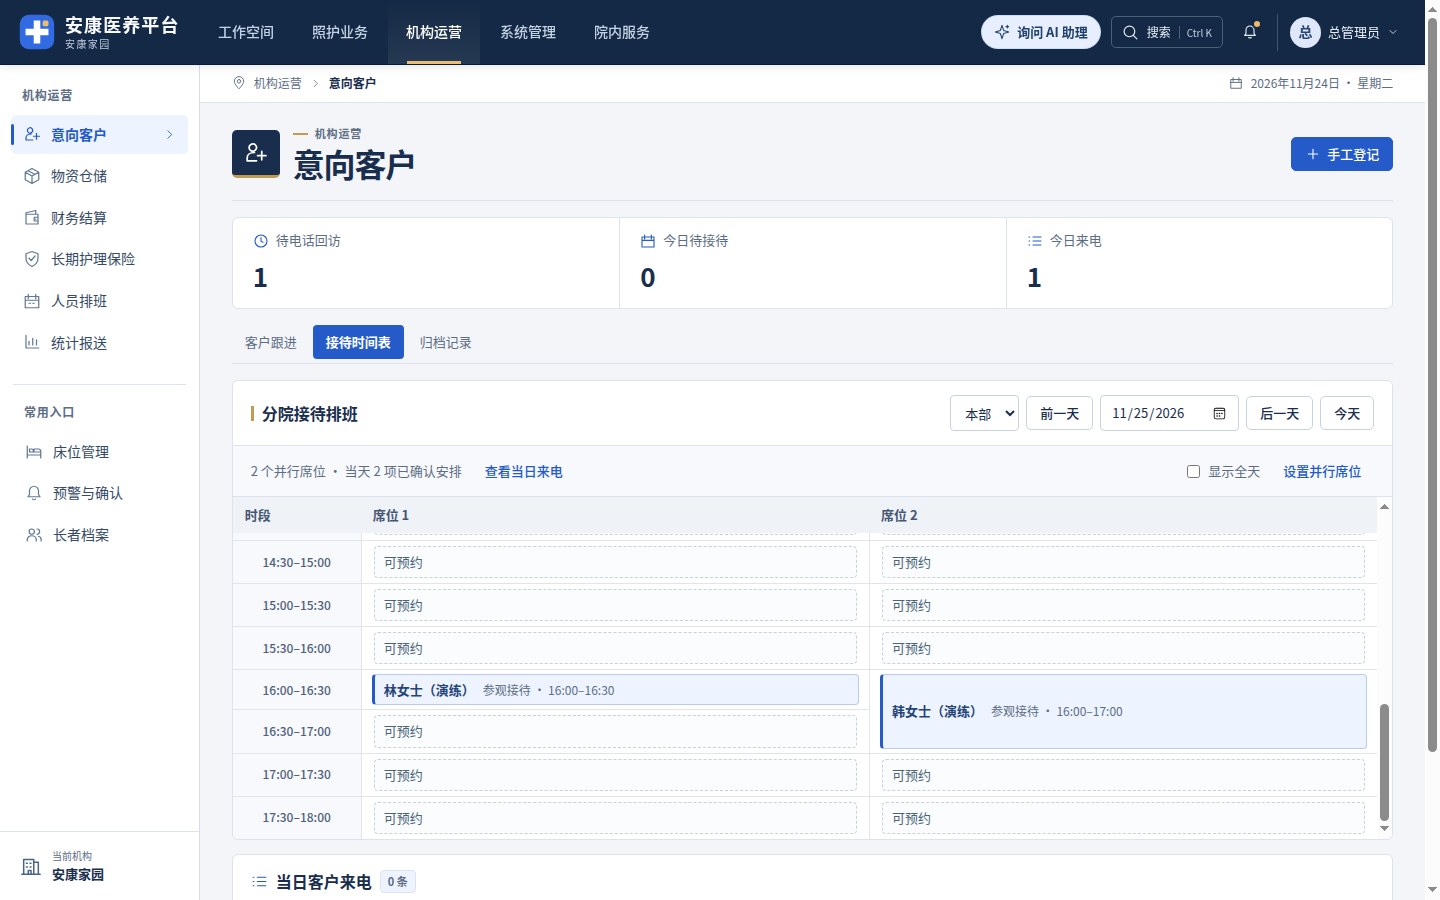 安康医养平台
安康家园
工作空间
照护业务
机构运营
系统管理
院内服务
询问 AI 助理
搜索
Ctrl K
总
总管理员
机构运营
意向客户
物资仓储
财务结算
长期护理保险
人员排班
统计报送
常用入口
床位管理
预警与确认
长者档案
当前机构
安康家园
机构运营
意向客户
2026年11月24日 · 星期二
机构运营
意向客户
手工登记
待电话回访
1
今日待接待
0
今日来电
1
客户跟进
接待时间表
归档记录
分院接待排班
本部
前一天
11/25/2026
后一天
今天
2 个并行席位 · 当天 2 项已确认安排
查看当日来电
显示全天
设置并行席位
时段
席位 1
席位 2
14:30–15:00
可预约
可预约
15:00–15:30
可预约
可预约
15:30–16:00
可预约
可预约
16:00–16:30
林女士（演练） 参观接待 · 16:00–16:30
韩女士（演练） 参观接待 · 16:00–17:00
16:30–17:00
可预约
17:00–17:30
可预约
可预约
17:30–18:00
可预约
可预约
当日客户来电
0 条